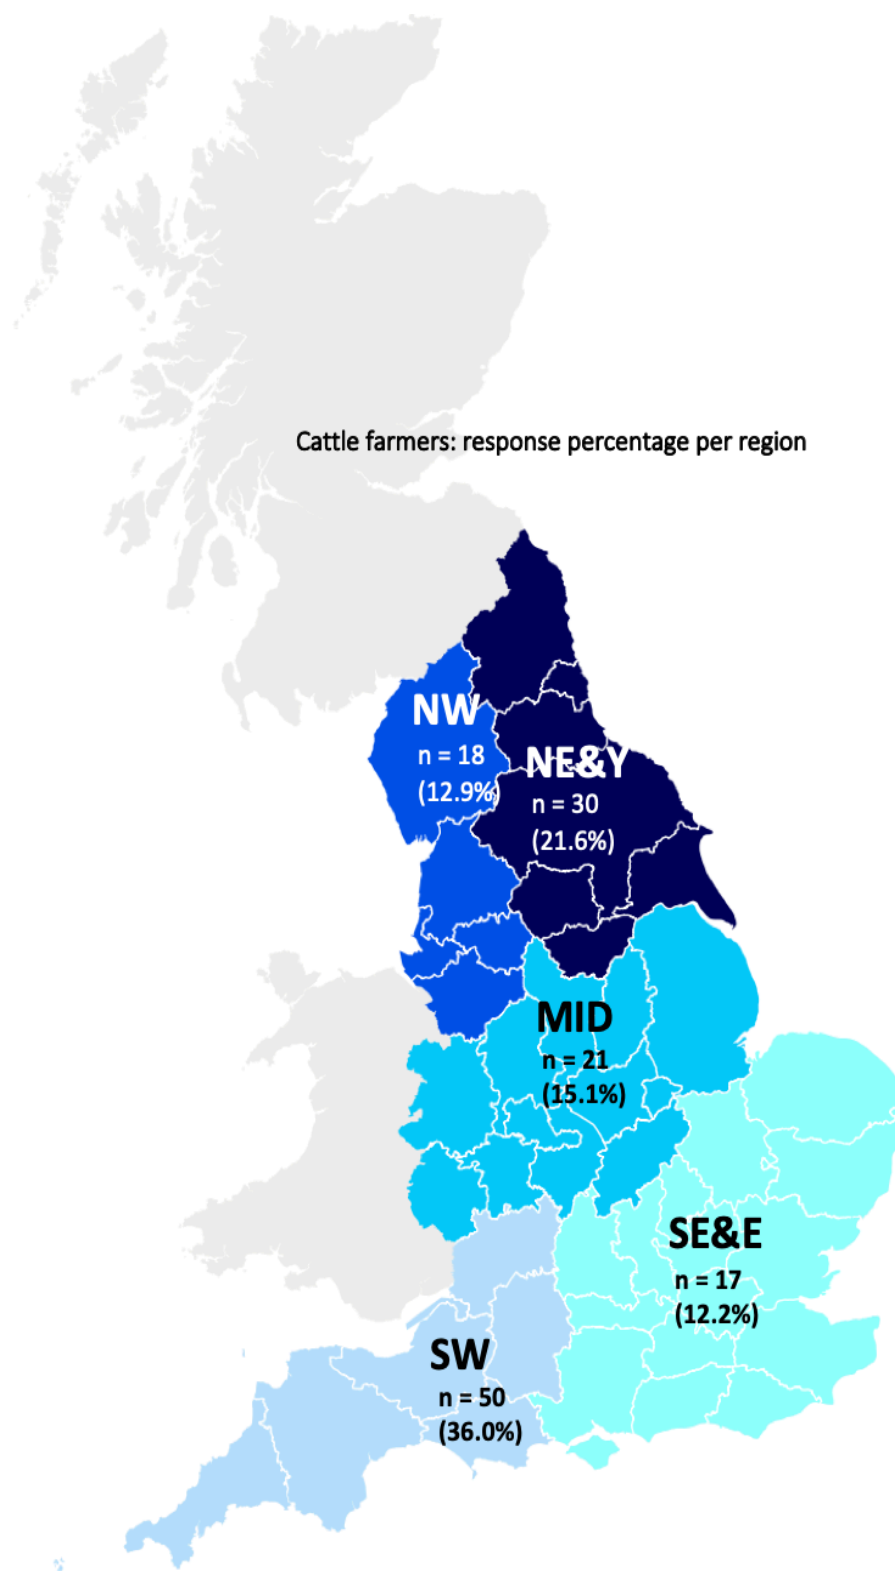 Cattle farmers: response percentage per region
NW
n = 18
(12.9%)
NE&Y
n = 30
(21.6%)
MID
n = 21
(15.1%)
SE&E
n = 17
(12.2%)
SW
n = 50
(36.0%)